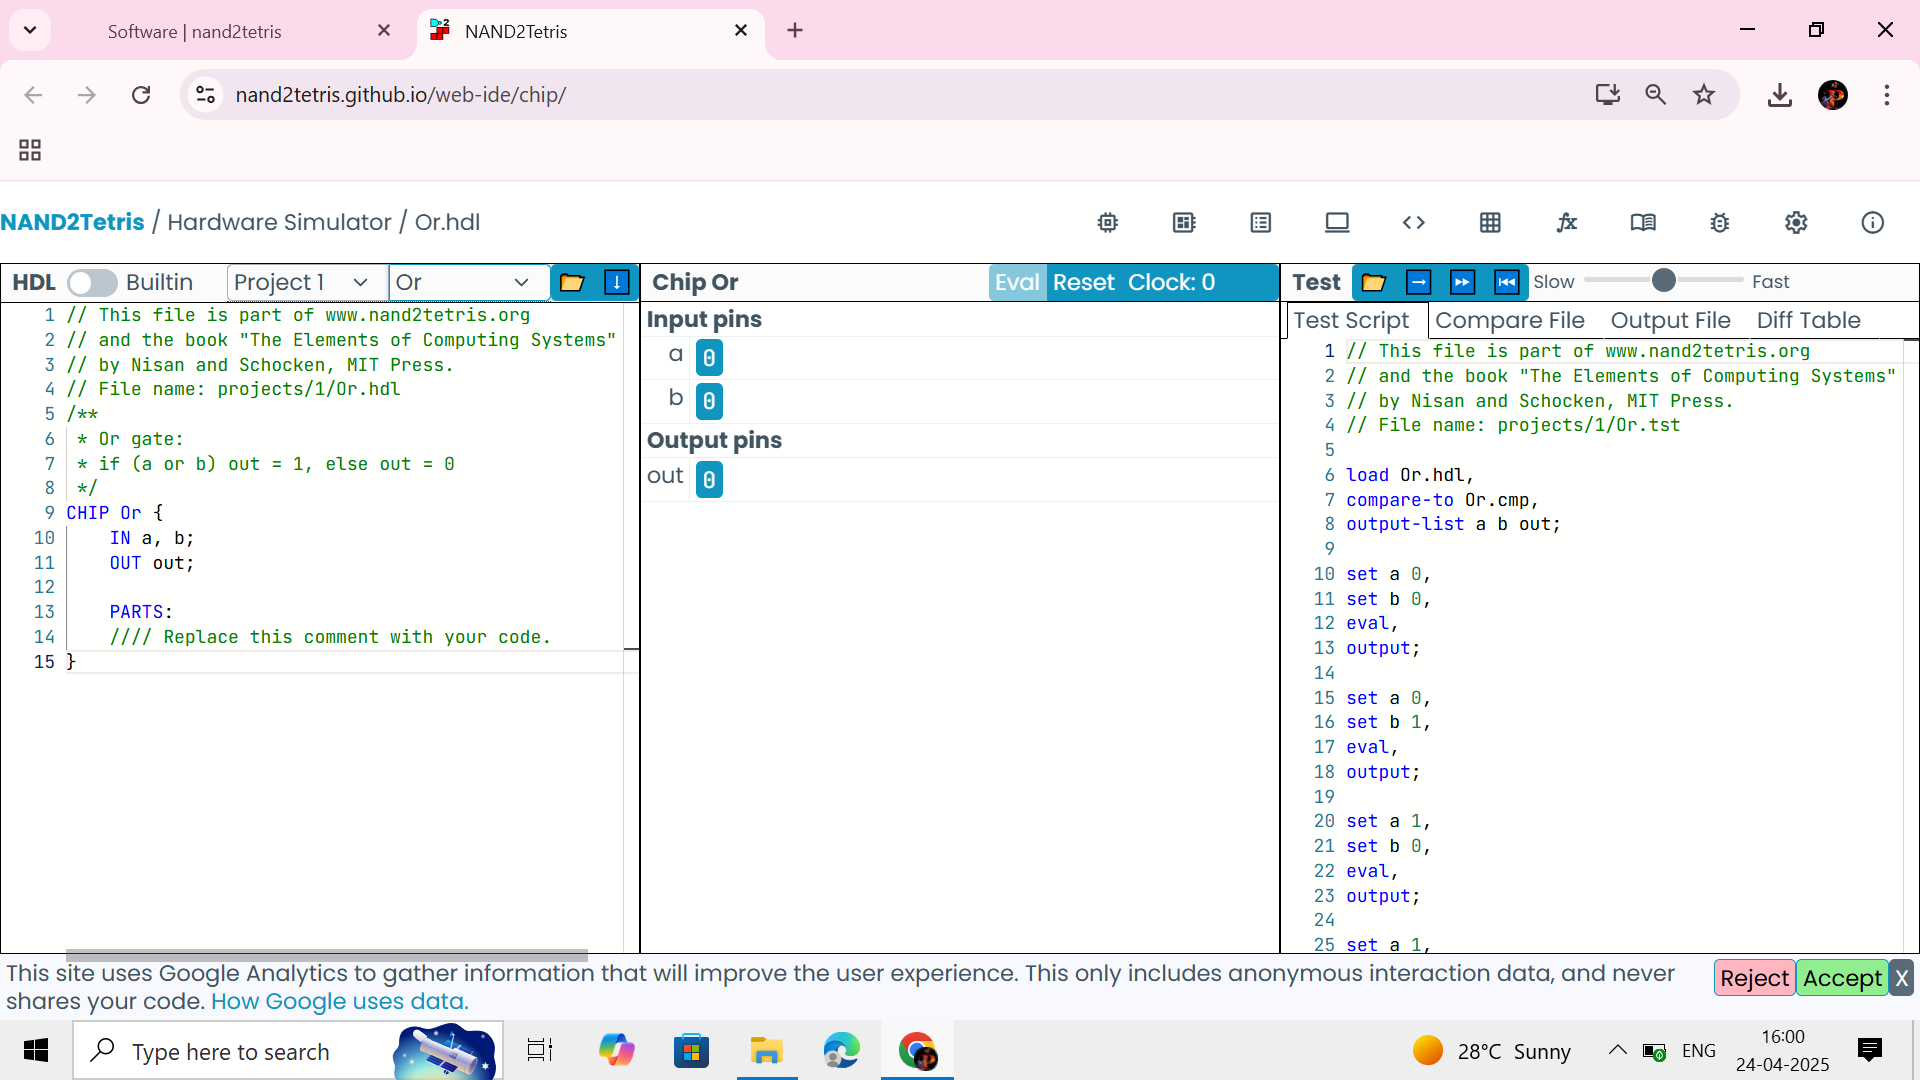 Software | nand2tetris
NAND2Tetris
nand2tetris.github.io/web-ide/chip/
NAND2Tetris / Hardware Simulator / Or.hdl
HDL Builtin Project 1 Or
1 // This file is part of www.nand2tetris.org
2 // and the book "The Elements of Computing Systems"
3 // by Nisan and Schocken, MIT Press.
4 // File name: projects/1/Or.hdl
5 /**
6 * Or gate:
7 * if (a or b) out = 1, else out = 0
8 */
9 CHIP Or {
10 IN a, b;
11 OUT out;
12
13 PARTS:
14 //// Replace this comment with your code.
15 }
Chip Or Eval Reset Clock: 0
Input pins
a 0
b 0
Output pins
out 0
Test Slow Fast
Test Script Compare File Output File Diff Table
1 // This file is part of www.nand2tetris.org
2 // and the book "The Elements of Computing Systems"
3 // by Nisan and Schocken, MIT Press.
4 // File name: projects/1/Or.tst
5
6 load Or.hdl,
7 compare-to Or.cmp,
8 output-list a b out;
9
10 set a 0,
11 set b 0,
12 eval,
13 output;
14
15 set a 0,
16 set b 1,
17 eval,
18 output;
19
20 set a 1,
21 set b 0,
22 eval,
23 output;
24
25 set a 1,
This site uses Google Analytics to gather information that will improve the user experience. This only includes anonymous interaction data, and never
shares your code. How Google uses data.
Reject Accept X
Type here to search
28°C Sunny
ENG
16:00
24-04-2025